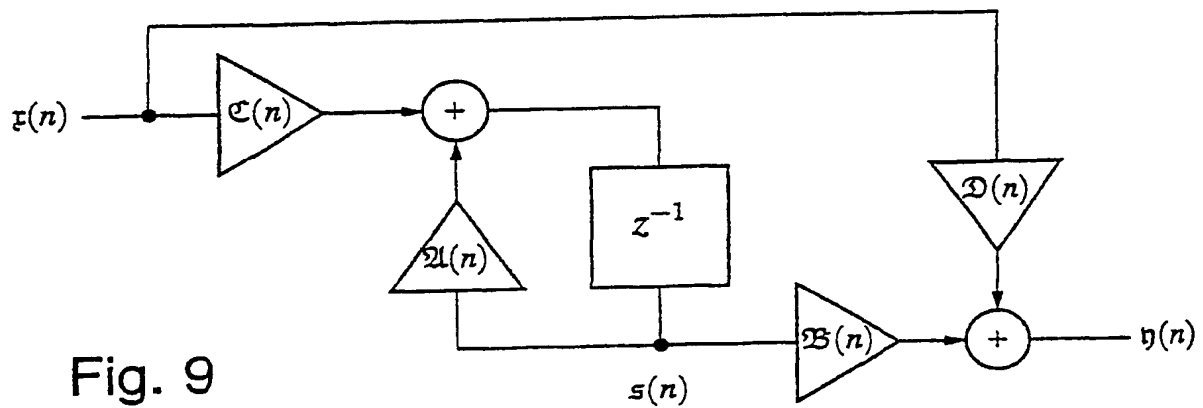 𝔵(n)
ℭ(n)
+
𝔇(n)
z⁻¹
𝔄(n)
𝔅(n)
+
𝔶(n)
𝔰(n)
Fig. 9